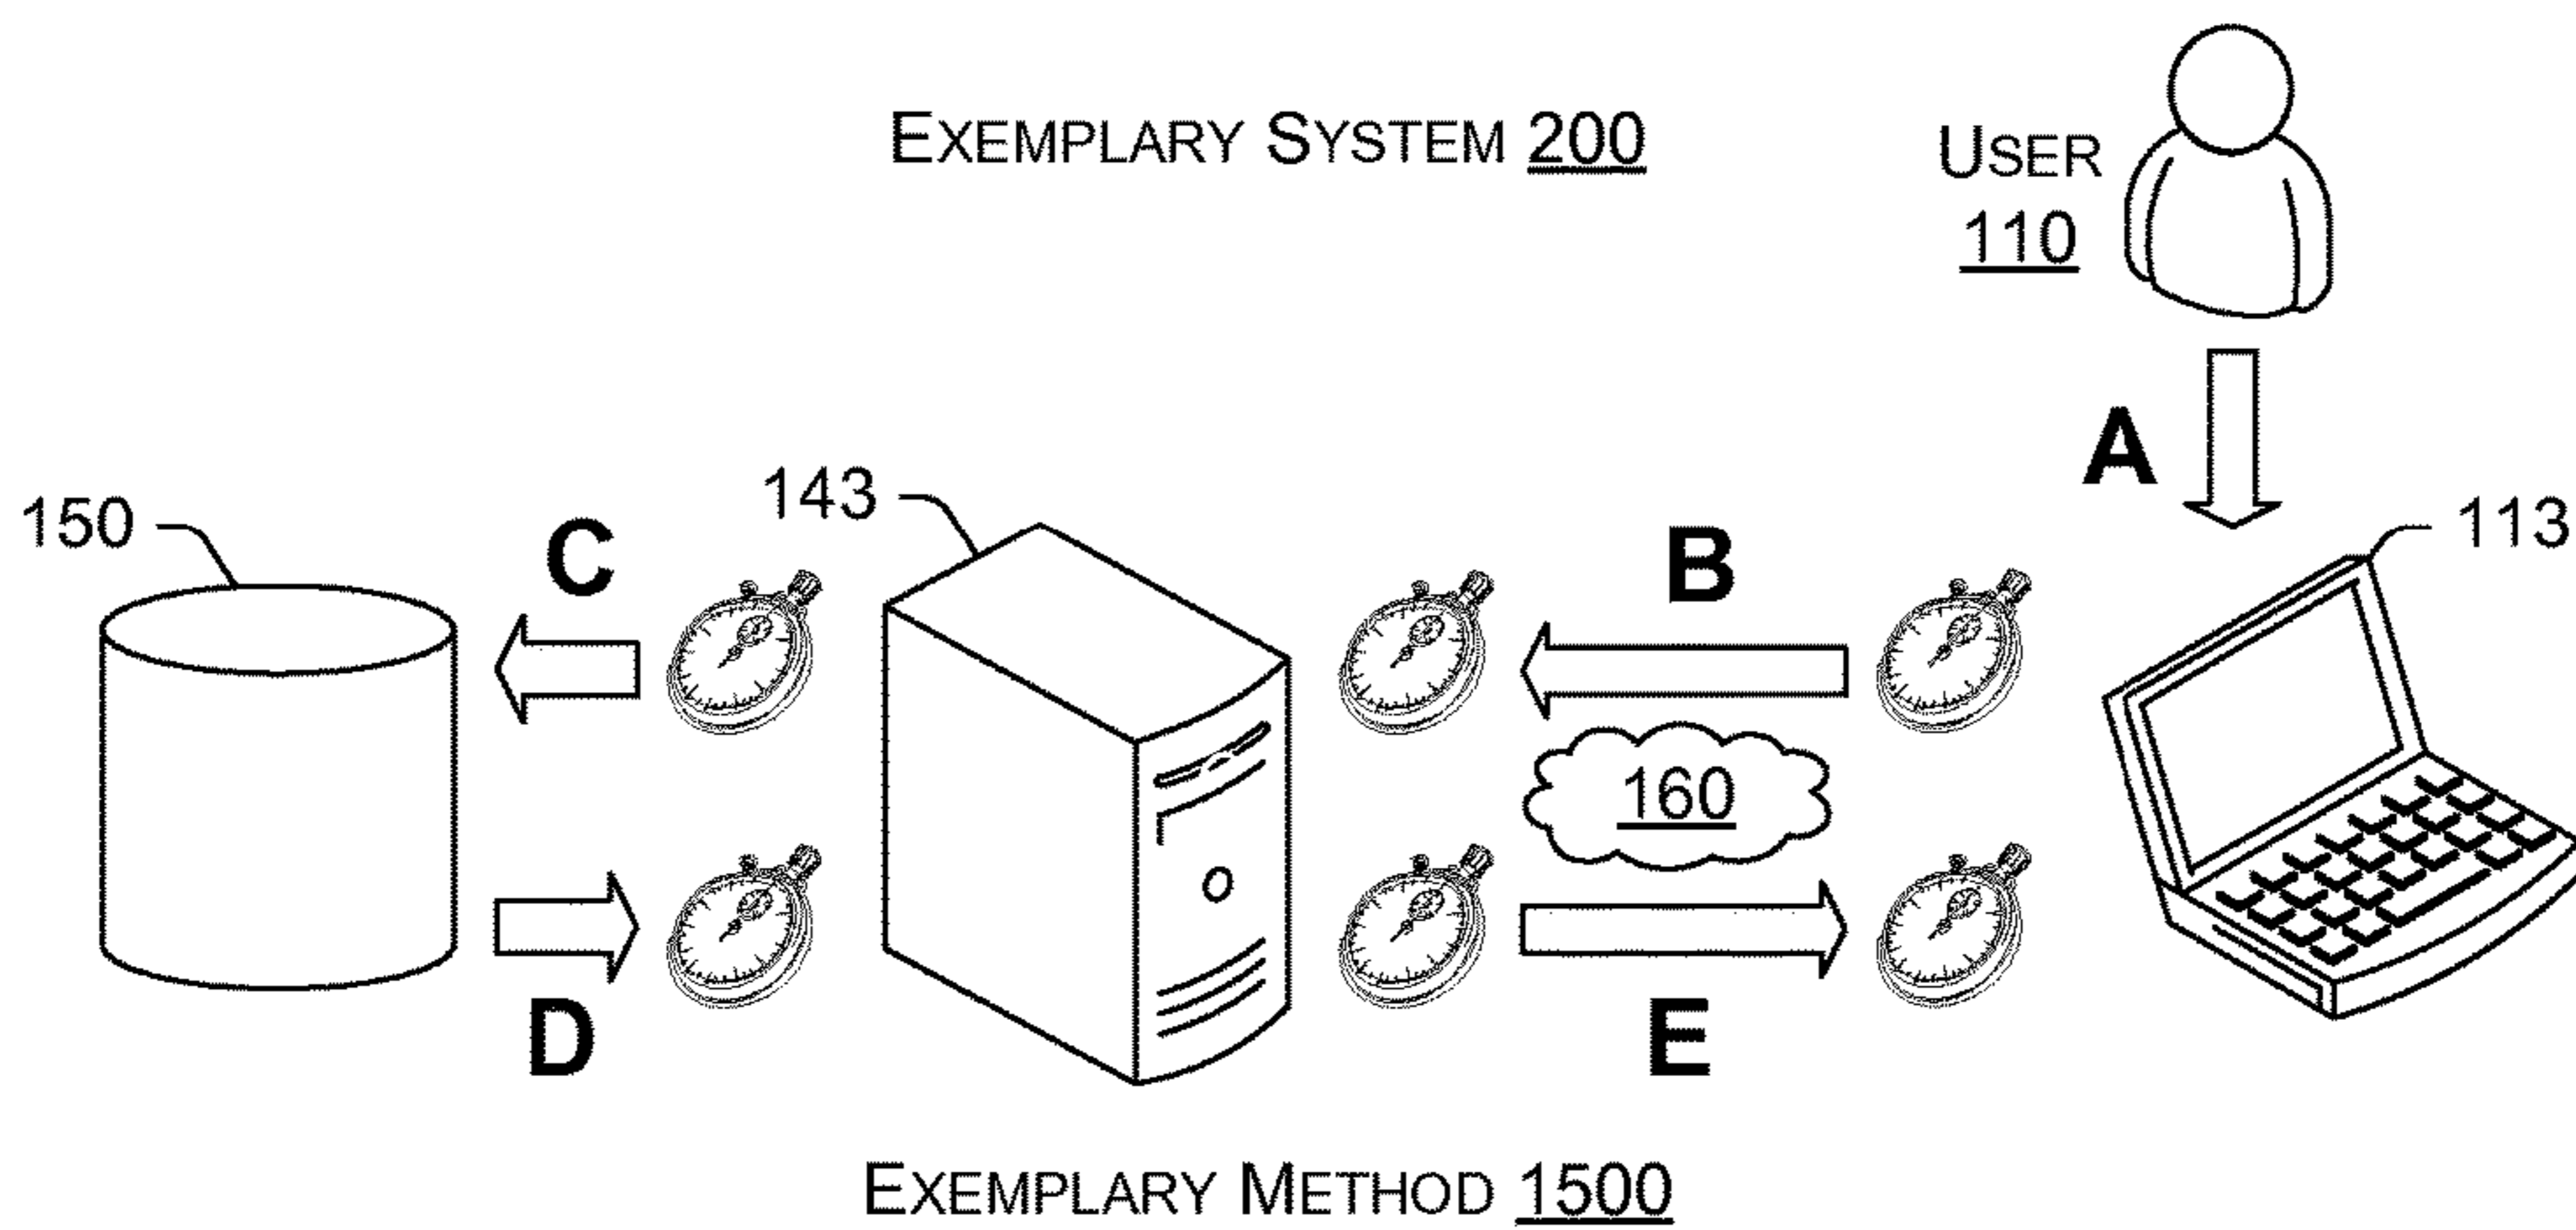 EXEMPLARY SYSTEM 200
USER
110
A
150
C
143
B
113
160
D
E
EXEMPLARY METHOD 1500